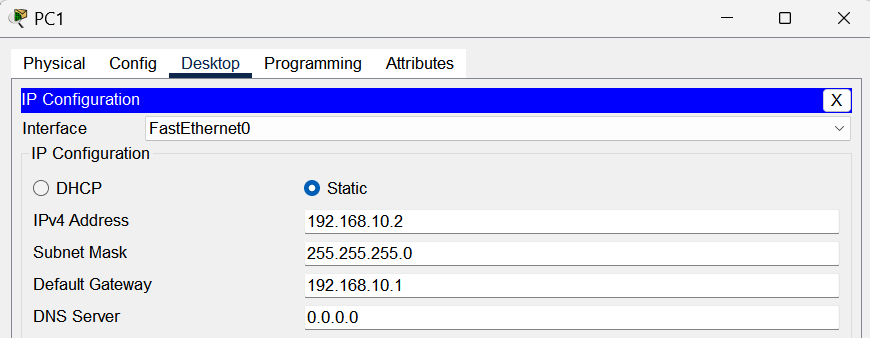 PC1
Physical Config Desktop Programming Attributes
IP Configuration X
Interface FastEthernet0
IP Configuration
DHCP Static
IPv4 Address 192.168.10.2
Subnet Mask 255.255.255.0
Default Gateway 192.168.10.1
DNS Server 0.0.0.0